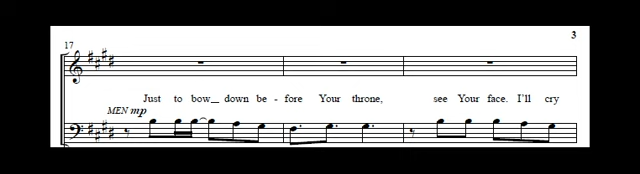 3
17
Just to bow_ down be - fore Your throne, see Your face. I'll cry
MEN mp